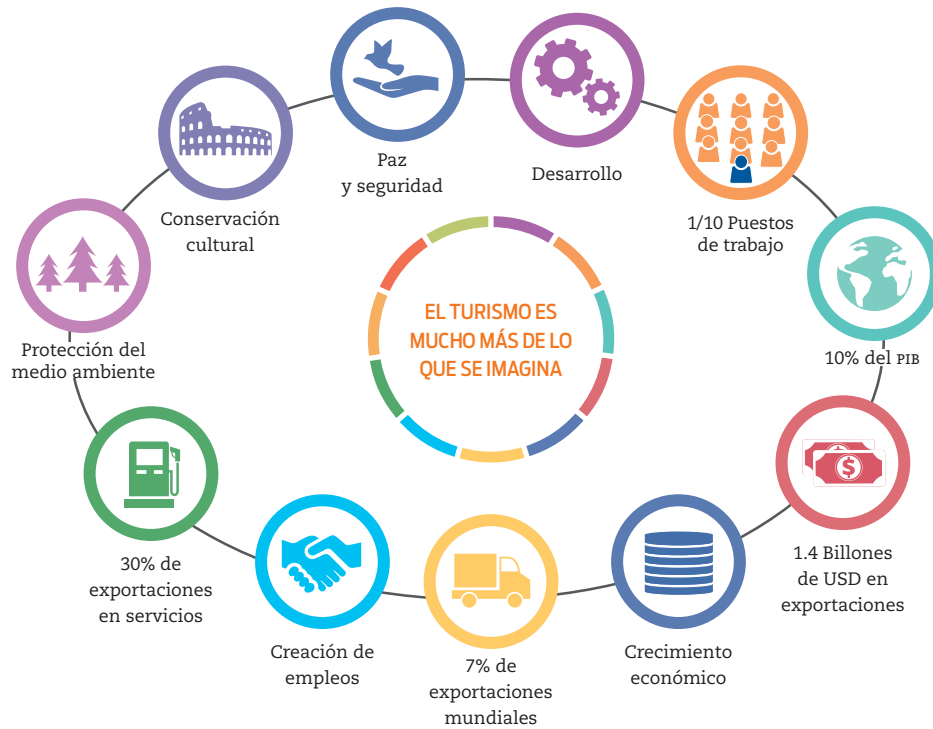 Paz
y seguridad
Desarrollo
1/10 Puestos
de trabajo
10% del PIB
1.4 Billones
de USD en
exportaciones
Crecimiento
económico
7% de
exportaciones
mundiales
Creación de
empleos
30% de
exportaciones
en servicios
Protección del
medio ambiente
Conservación
cultural
EL TURISMO ES
MUCHO MÁS DE LO
QUE SE IMAGINA
$